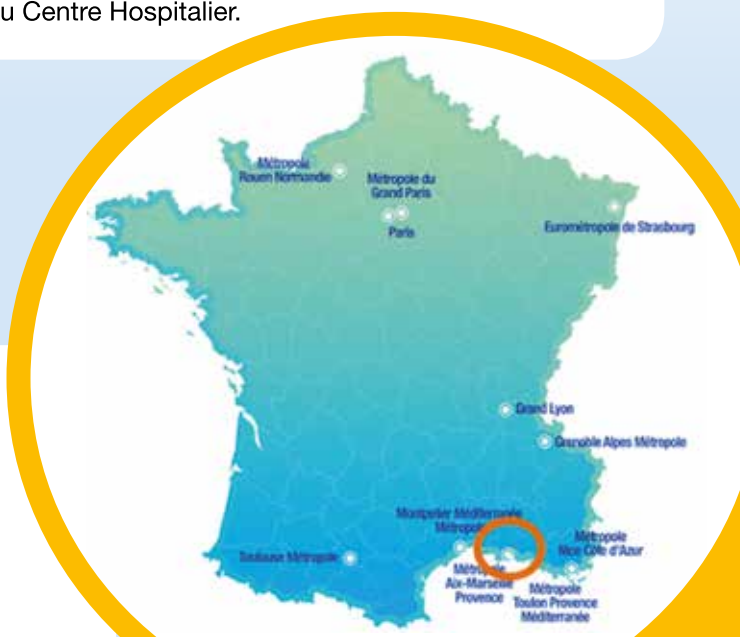 u Centre Hospitalier.
Métropole
Rouen Normandie
Métropole du
Grand Paris
Paris
Eurométropole de Strasbourg
Grand Lyon
Grenoble Alpes Métropole
Montpellier Méditerranée
Métropole
Toulouse Métropole
Métropole
Nice Côte d'Azur
Métropole
Aix-Marseille
Provence
Métropole
Toulon Provence
Méditerranée